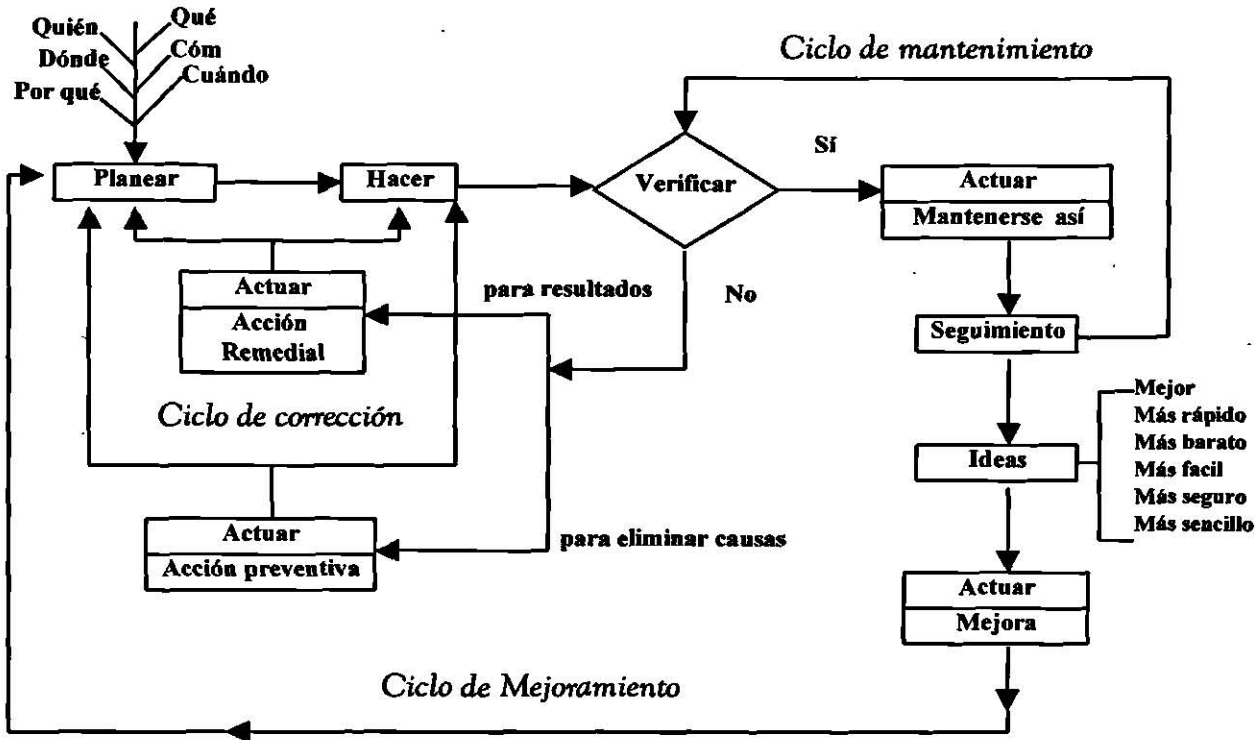 Quién
Qué
Dónde
Cóm
Por qué
Cuándo
Ciclo de mantenimiento
Planear
Hacer
Verificar
Sí
Actuar
Mantenerse así
Actuar
Acción
Remedial
para resultados
No
Seguimiento
Ciclo de corrección
Ideas
Mejor
Más rápido
Más barato
Más facil
Más seguro
Más sencillo
Actuar
Acción preventiva
para eliminar causas
Actuar
Mejora
Ciclo de Mejoramiento